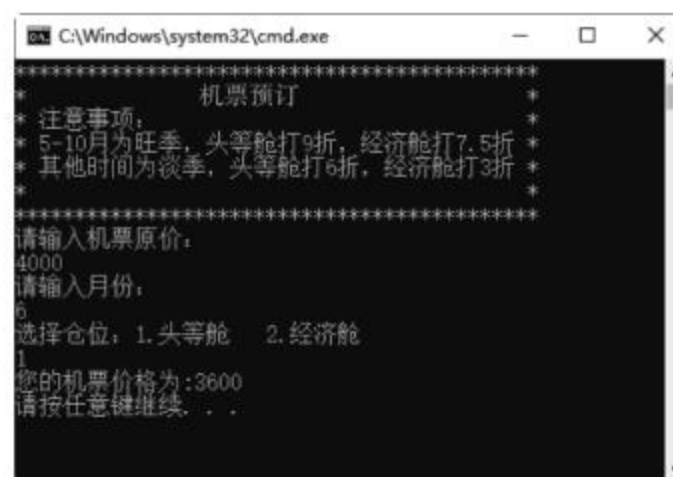 C:\Windows\system32\cmd.exe
********************************************
* 机票预订 *
* 注意事项: *
* 5-10月为旺季，头等舱打9折，经济舱打7.5折 *
* 其他时间为淡季，头等舱打6折，经济舱打3折 *
* *
********************************************
请输入机票原价：
4000
请输入月份：
6
选择仓位：1.头等舱 2.经济舱
1
您的机票价格为:3600
请按任意键继续. . .